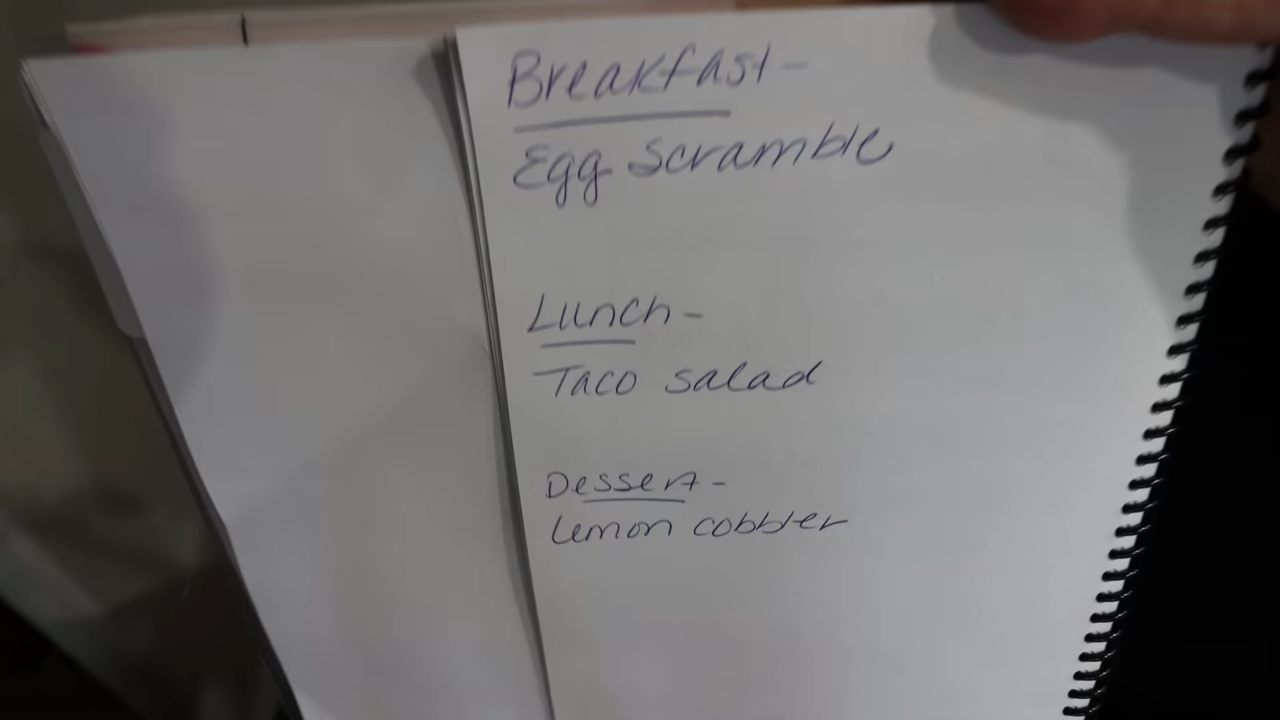 Breakfast-
Egg Scramble
Lunch-
Taco salad
Dessert-
lemon cobbler